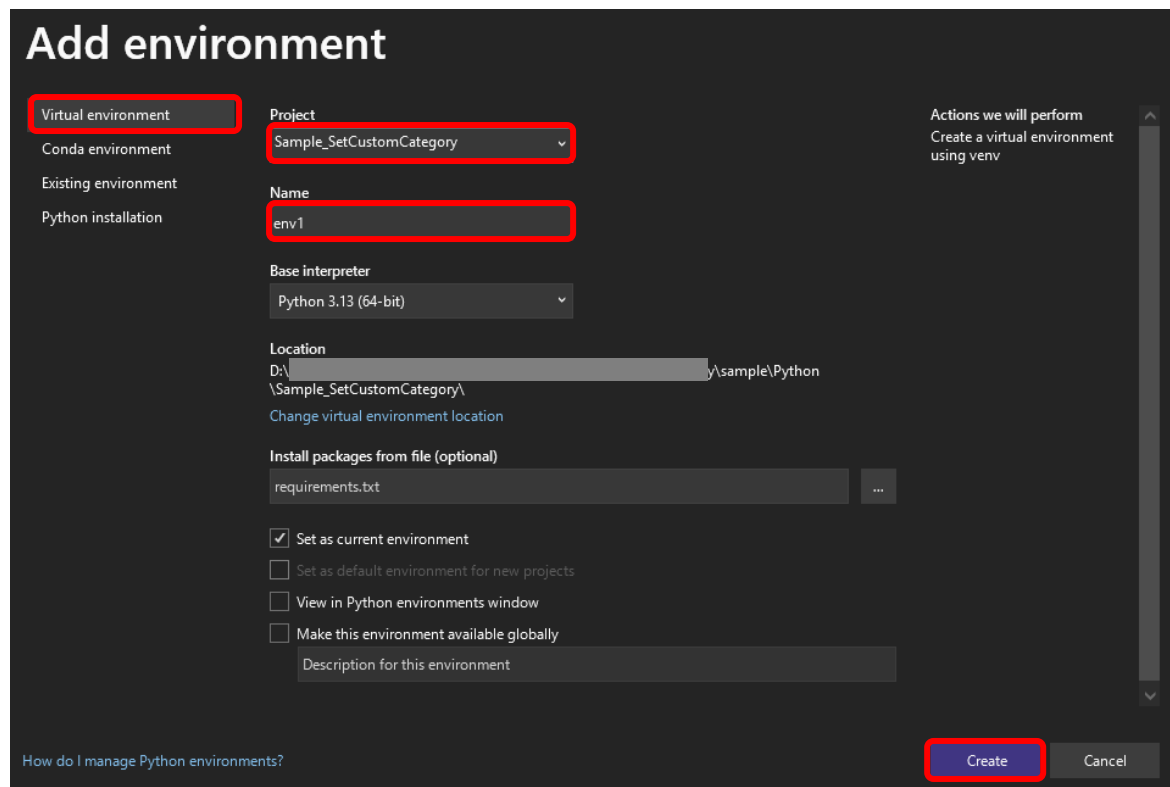 Add environment
Virtual environment
Conda environment
Existing environment
Python installation
Project
Sample_SetCustomCategory
Name
env1
Base interpreter
Python 3.13 (64-bit)
Location
D:\ y\sample\Python
\Sample_SetCustomCategory\
Change virtual environment location
Install packages from file (optional)
requirements.txt
...
Set as current environment
Set as default environment for new projects
View in Python environments window
Make this environment available globally
Description for this environment
Actions we will perform
Create a virtual environment
using venv
How do I manage Python environments?
Create
Cancel